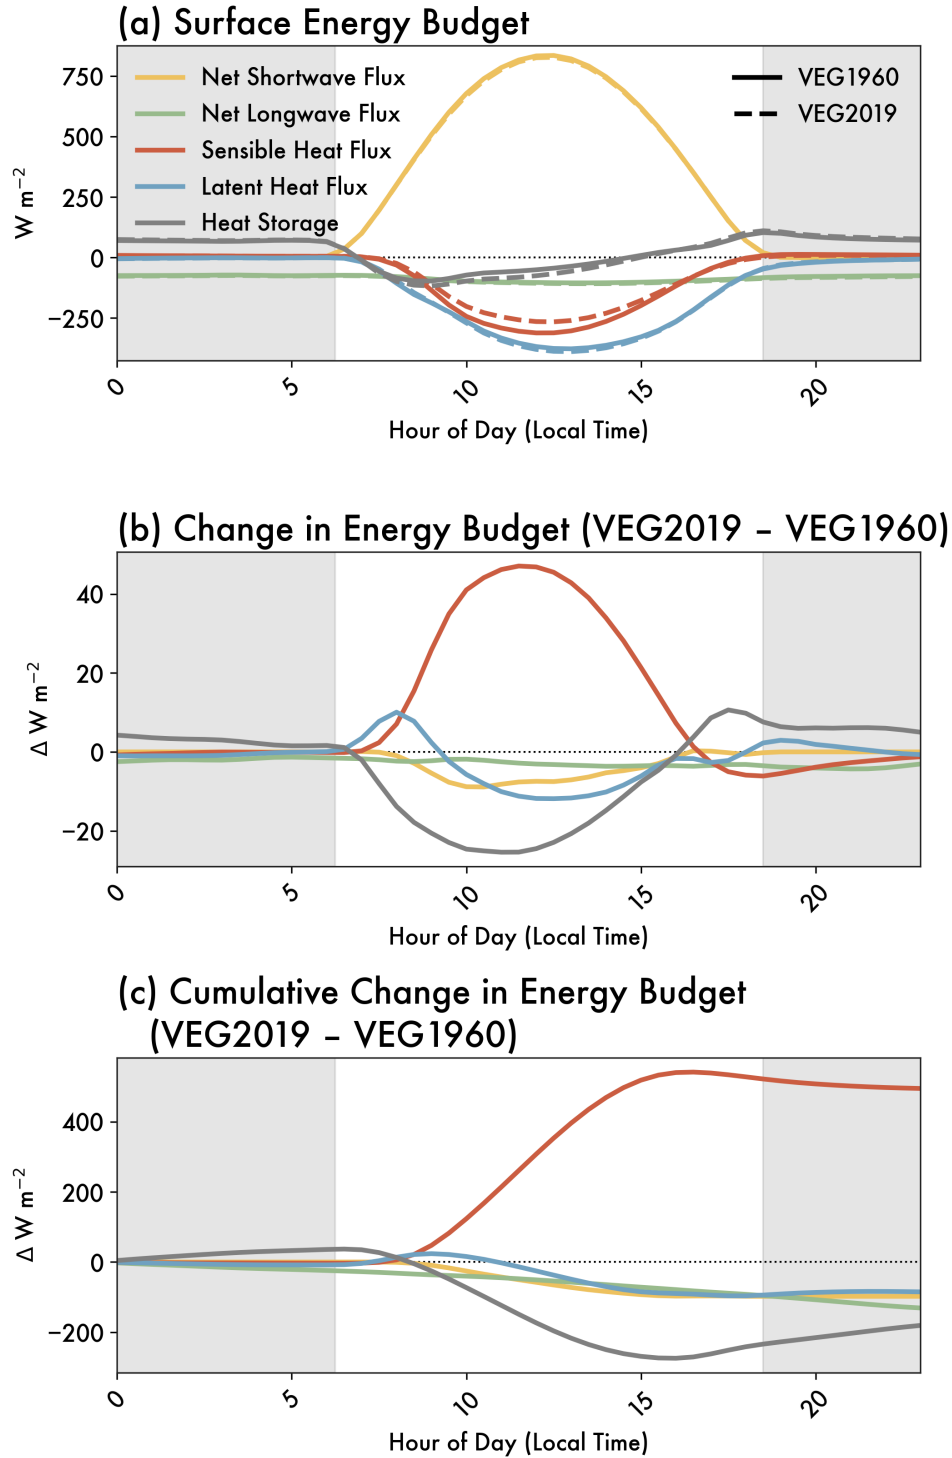 (a) Surface Energy Budget
W m−2
750
500
250
0
−250
Net Shortwave Flux
Net Longwave Flux
Sensible Heat Flux
Latent Heat Flux
Heat Storage
VEG1960
VEG2019
0
5
10
15
20
Hour of Day (Local Time)
(b) Change in Energy Budget (VEG2019 – VEG1960)
Δ W m−2
40
20
0
−20
0
5
10
15
20
Hour of Day (Local Time)
(c) Cumulative Change in Energy Budget
(VEG2019 – VEG1960)
Δ W m−2
400
200
0
−200
0
5
10
15
20
Hour of Day (Local Time)